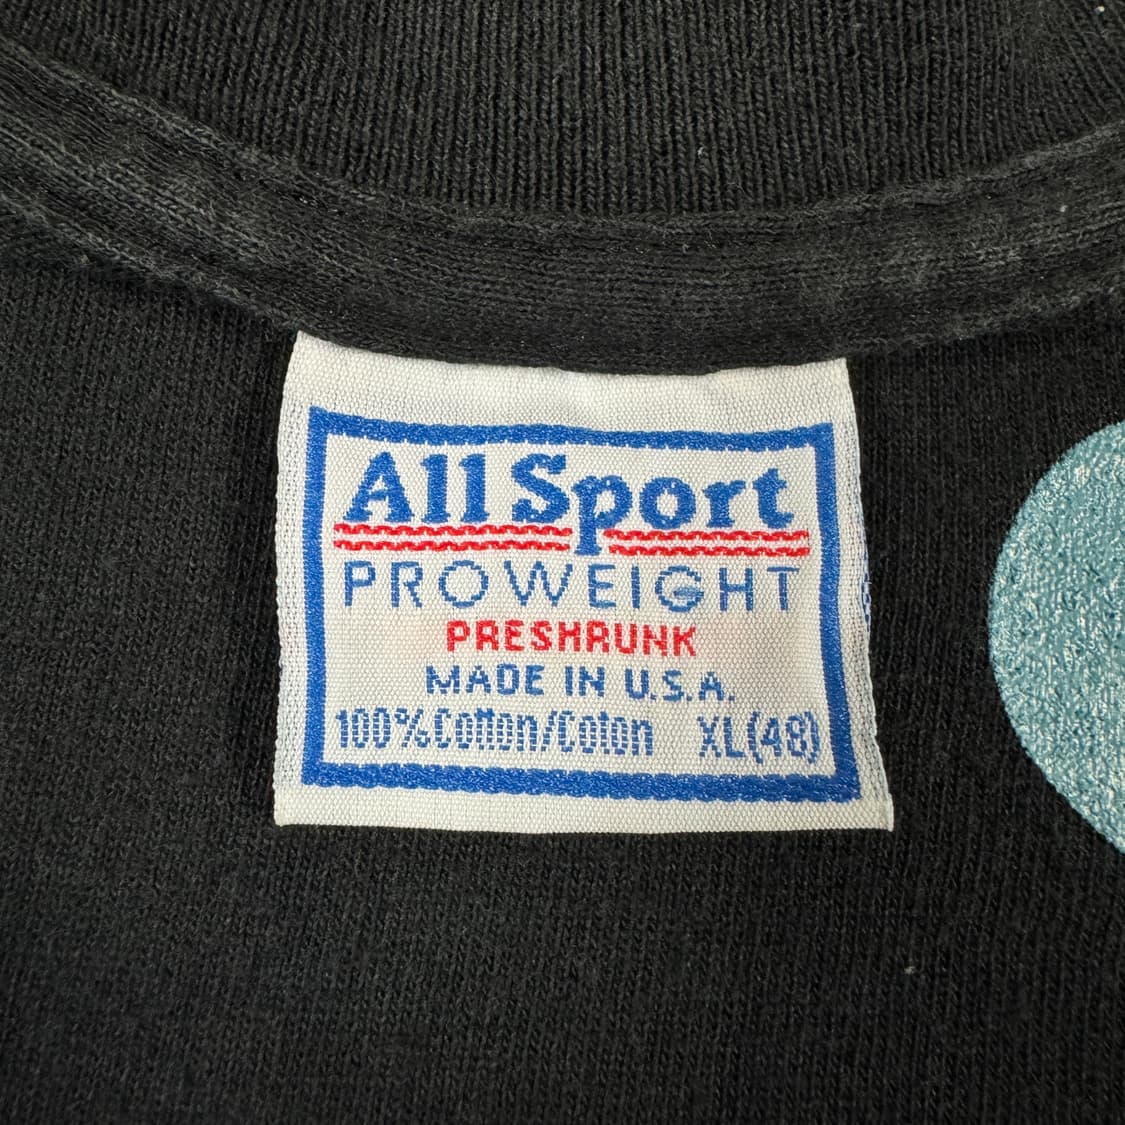 All Sport
PROWEIGHT
PRESHRUNK
MADE IN U.S.A.
100% Cotton/Coton XL(48)